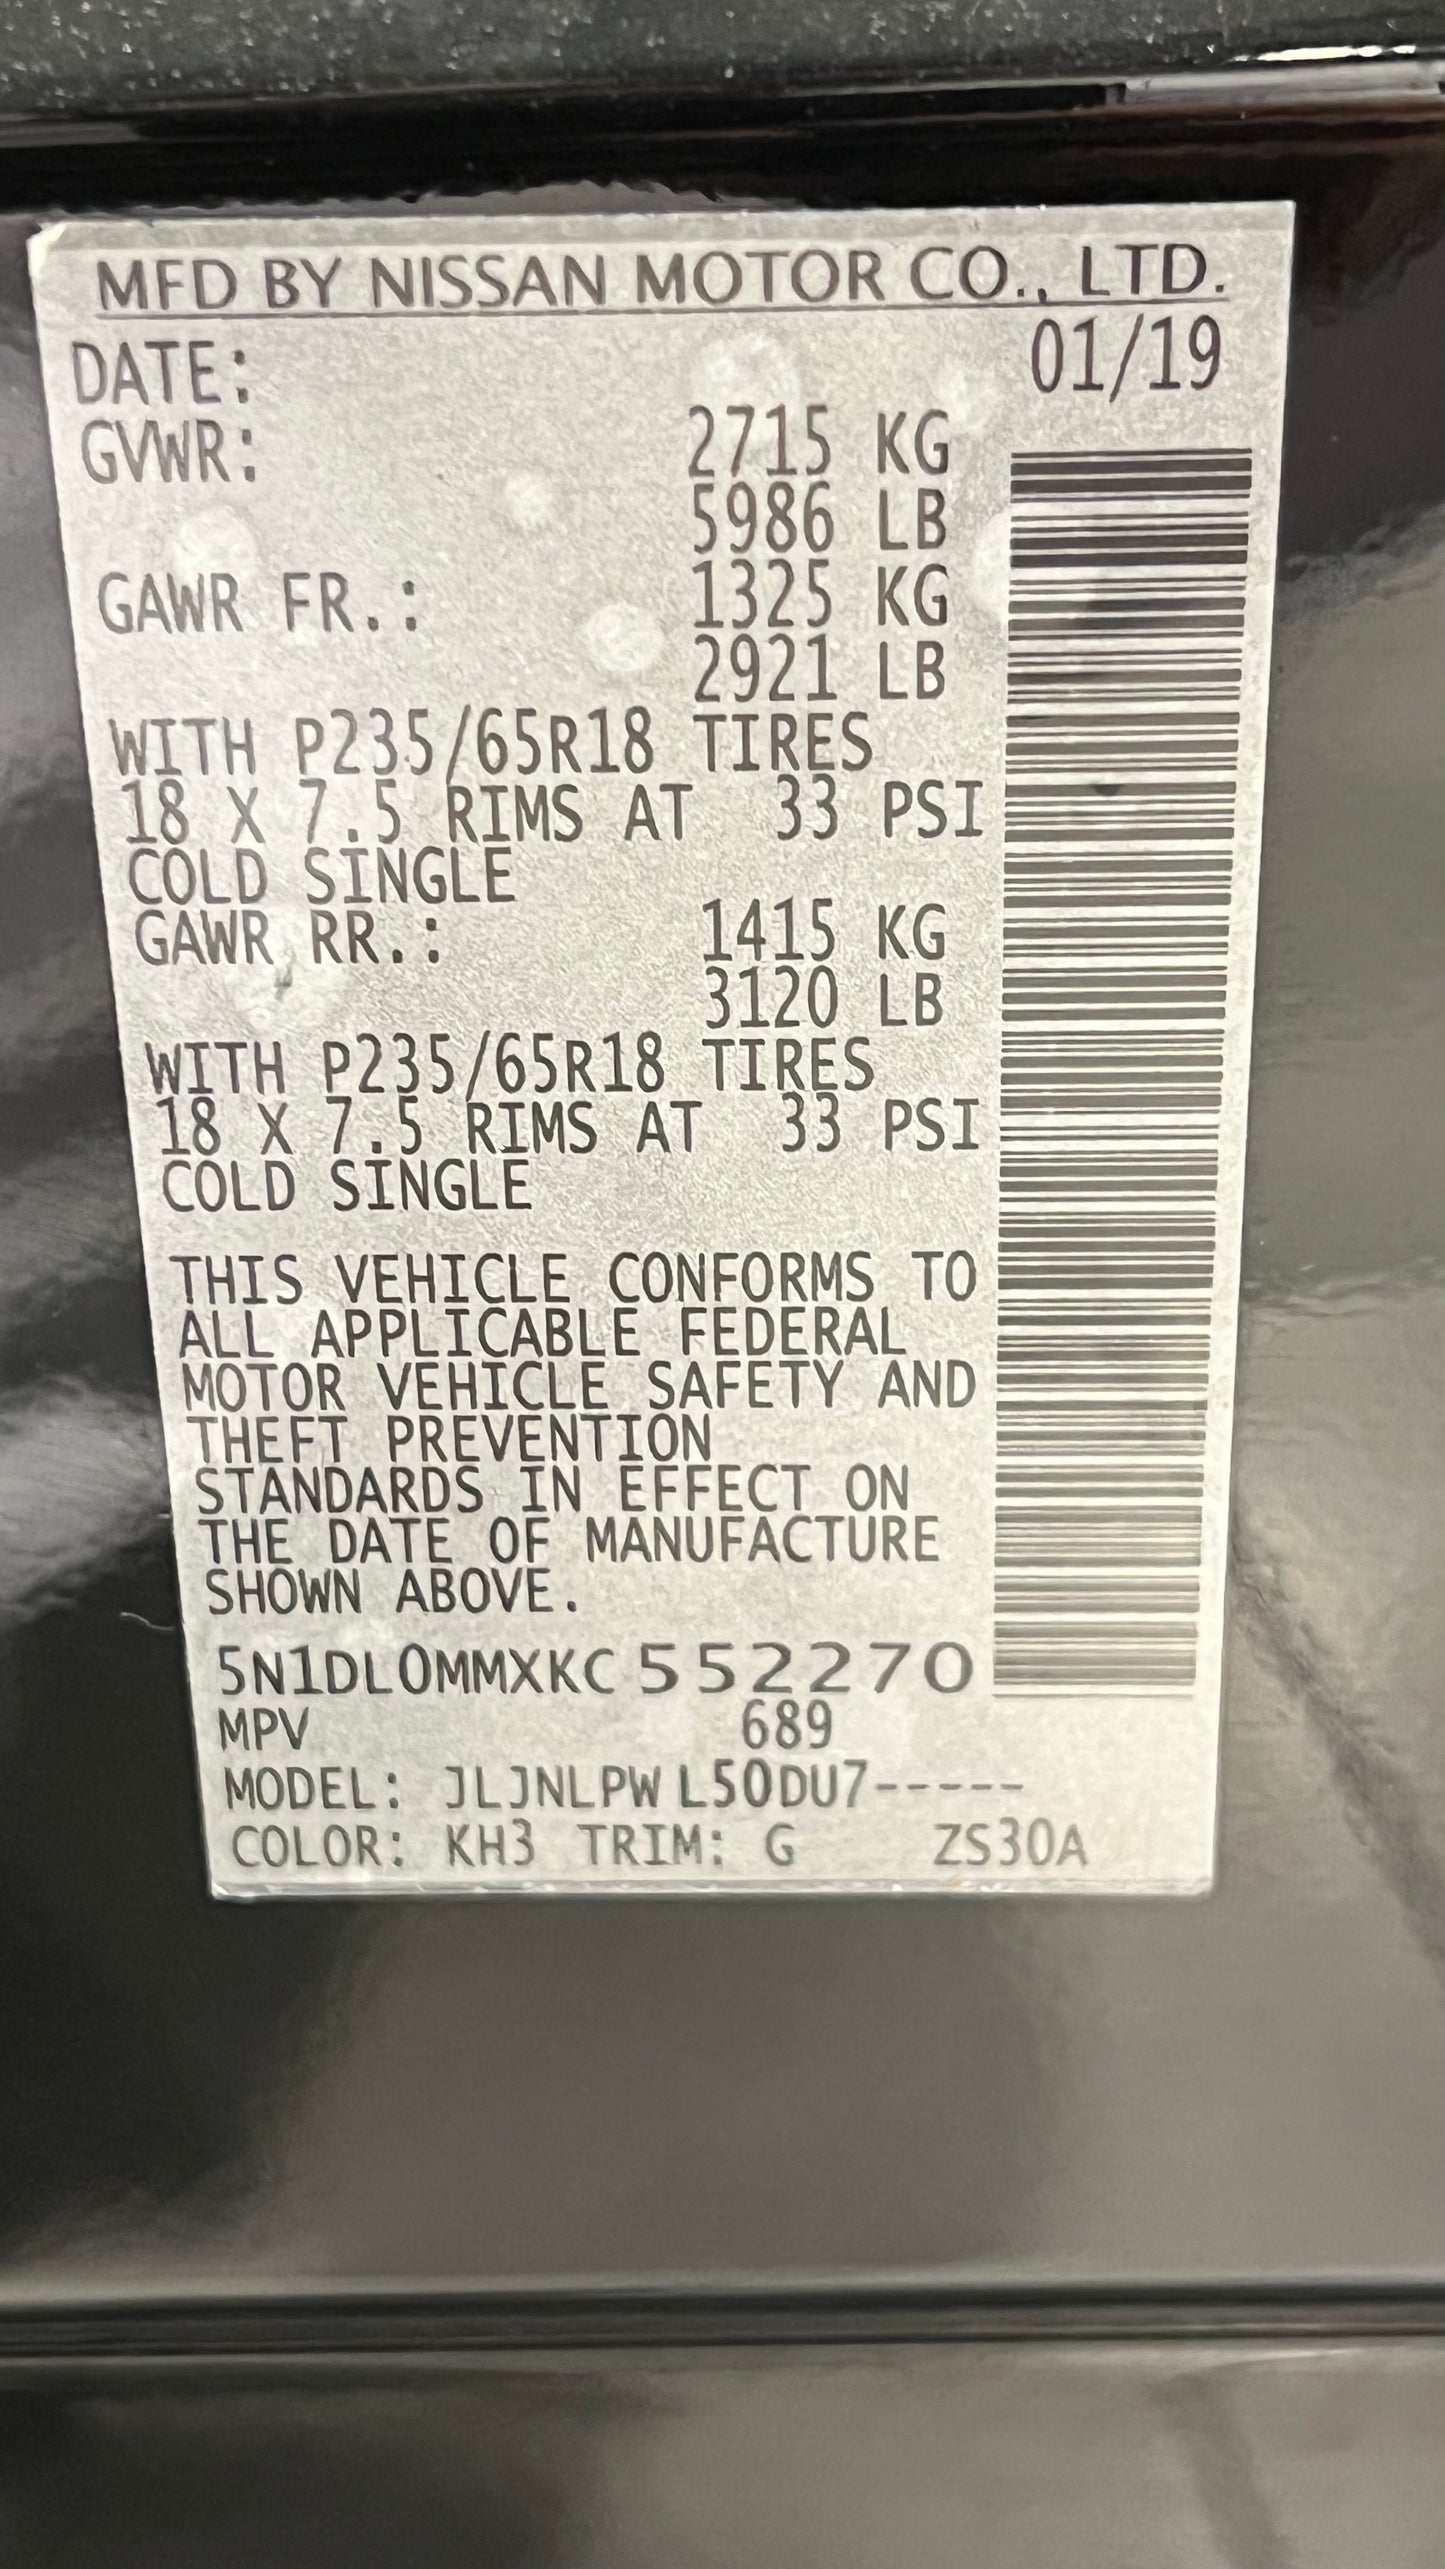 MFD BY NISSAN MOTOR CO., LTD.
DATE: 01/19
GVWR: 2715 KG
5986 LB
GAWR FR.: 1325 KG
2921 LB
WITH P235/65R18 TIRES
18 X 7.5 RIMS AT 33 PSI
COLD SINGLE
GAWR RR.: 1415 KG
3120 LB
WITH P235/65R18 TIRES
18 X 7.5 RIMS AT 33 PSI
COLD SINGLE
THIS VEHICLE CONFORMS TO
ALL APPLICABLE FEDERAL
MOTOR VEHICLE SAFETY AND
THEFT PREVENTION
STANDARDS IN EFFECT ON
THE DATE OF MANUFACTURE
SHOWN ABOVE.
5N1DL0MMXKC552270
MPV 689
MODEL: JLJNLPWL50DU7-----
COLOR: KH3 TRIM: G ZS30A